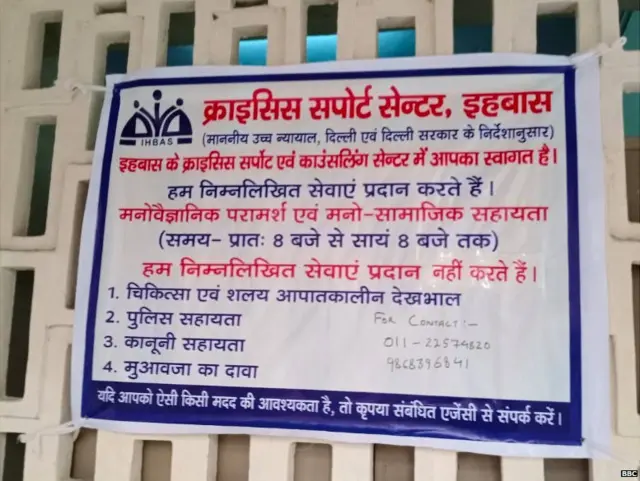 IHBAS
क्राइसिस सपोर्ट सेन्टर, इहबास
(माननीय उच्च न्यायाल, दिल्ली एवं दिल्ली सरकार के निर्देशानुसार)
इहबास के क्राइसिस सर्पोट एवं काउंसलिंग सेन्टर में आपका स्वागत है।
हम निम्नलिखित सेवाएं प्रदान करते हैं।
मनोवैज्ञानिक परामर्श एवं मनो-सामाजिक सहायता
(समय- प्रातः 8 बजे से सायं 8 बजे तक)
हम निम्नलिखित सेवाएं प्रदान नहीं करते हैं।
1. चिकित्सा एवं शलय आपातकालीन देखभाल
2. पुलिस सहायता
3. कानूनी सहायता
4. मुआवजा का दावा
FOR CONTACT:-
011-22574820
9868396841
यदि आपको ऐसी किसी मदद की आवश्यकता है, तो कृपया संबंधित एजेंसी से संपर्क करें।
BBC